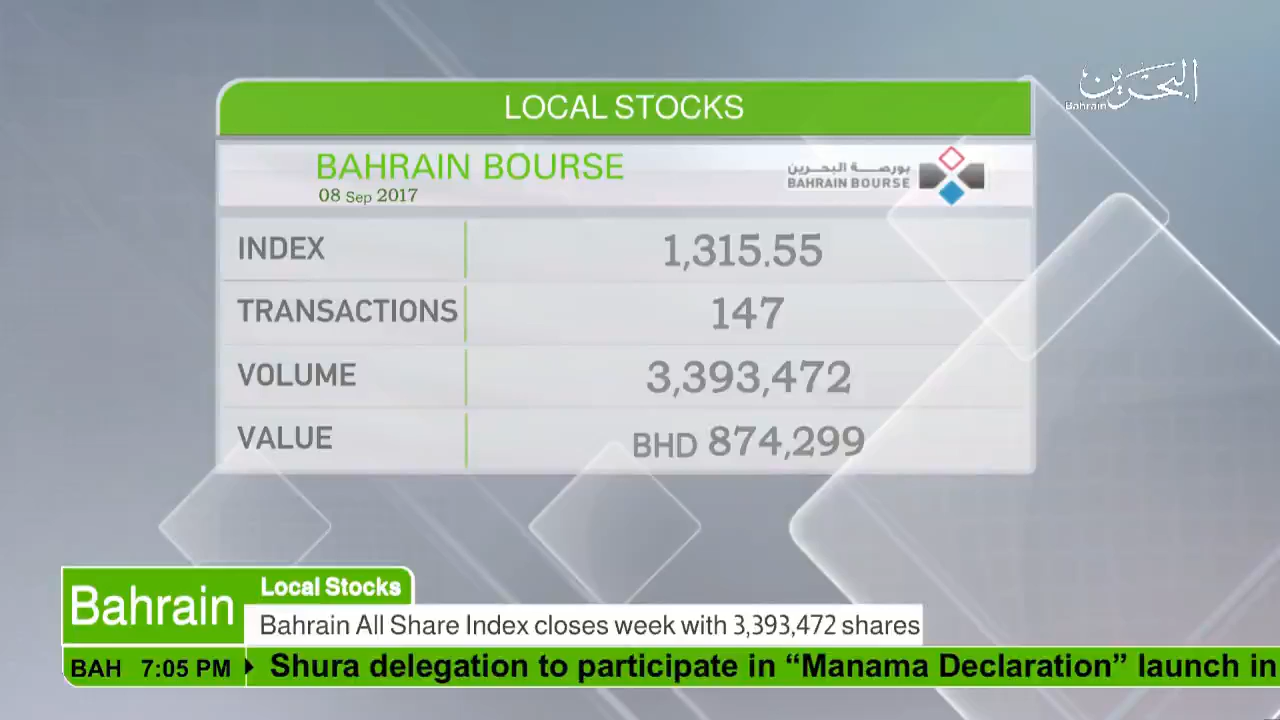 LOCAL STOCKS
البحرين
Bahrain
BAHRAIN BOURSE
08 Sep 2017
بورصة البحرين
BAHRAIN BOURSE
INDEX 1,315.55
TRANSACTIONS 147
VOLUME 3,393,472
VALUE BHD 874,299
Bahrain
Local Stocks
Bahrain All Share Index closes week with 3,393,472 shares
BAH 7:05 PM Shura delegation to participate in “Manama Declaration” launch in